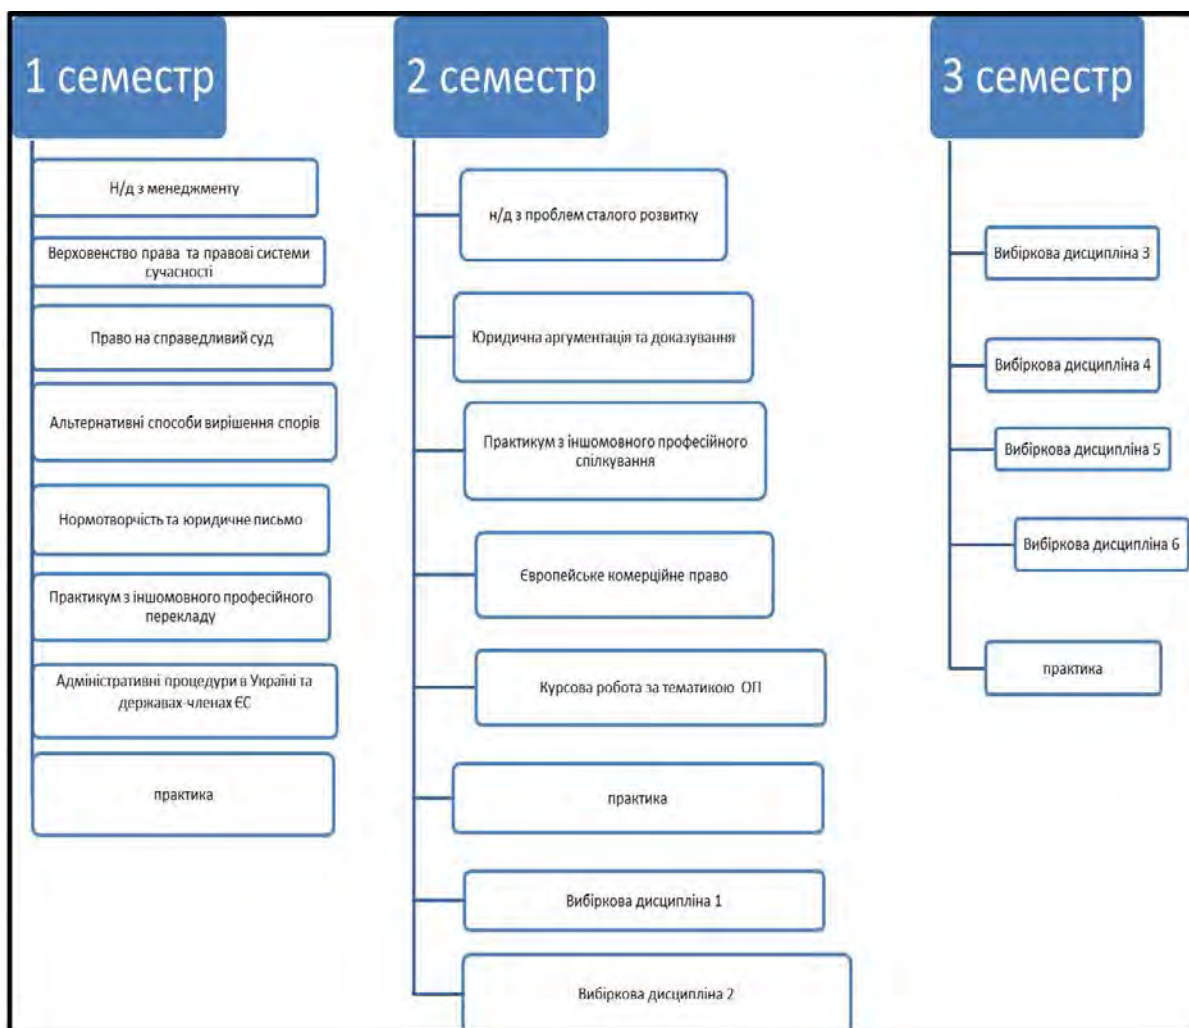 1 семестр
Н/д з менеджменту
Верховенство права та правові системи
сучасності
Право на справедливий суд
Альтернативні способи вирішення спорів
Нормотворчість та юридичне письмо
Практикум з іншомовного професійного
перекладу
Адміністративні процедури в Україні та
державах-членах ЄС
практика
2 семестр
н/д з проблем сталого розвитку
Юридична аргументація та доказування
Практикум з іншомовного професійного
спілкування
Європейське комерційне право
Курсова робота за тематикою ОП
практика
Вибіркова дисципліна 1
Вибіркова дисципліна 2
3 семестр
Вибіркова дисципліна 3
Вибіркова дисципліна 4
Вибіркова дисципліна 5
Вибіркова дисципліна 6
практика